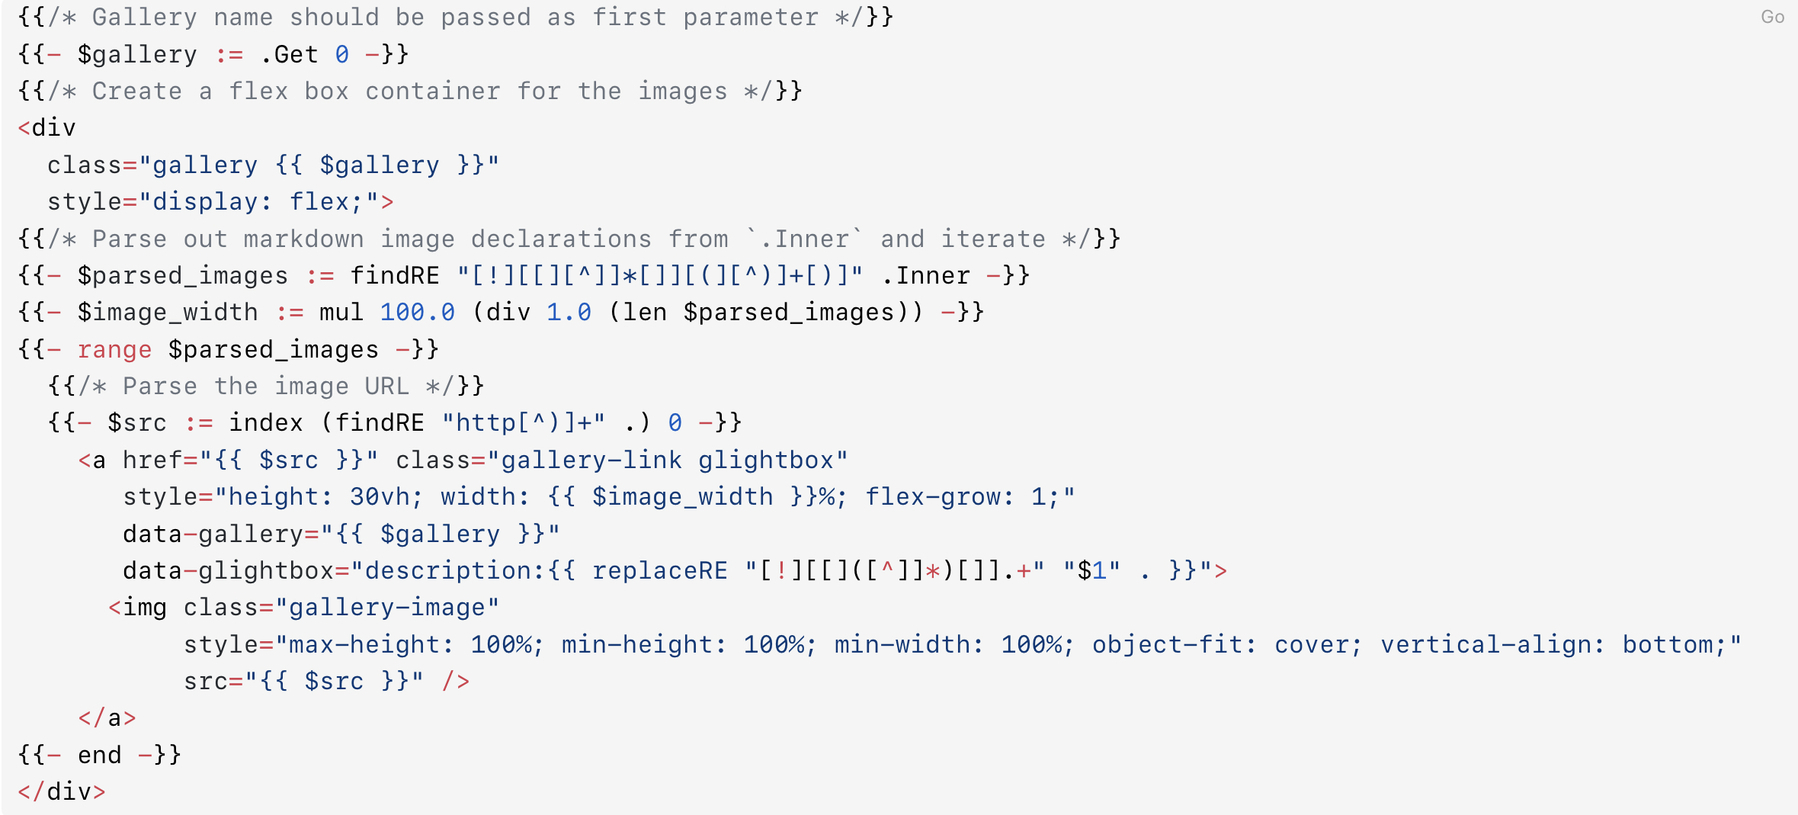 {{/* Gallery name should be passed as first parameter */}}
Go
{{- $gallery := .Get 0 -}}
{{/* Create a flex box container for the images */}}
<div
  class="gallery {{ $gallery }}"
  style="display: flex;">
{{/* Parse out markdown image declarations from `.Inner` and iterate */}}
{{- $parsed_images := findRE "[!][[][^]]*[]][(][^)]+[)]" .Inner -}}
{{- $image_width := mul 100.0 (div 1.0 (len $parsed_images)) -}}
{{- range $parsed_images -}}
  {{/* Parse the image URL */}}
  {{- $src := index (findRE "http[^)]+" .) 0 -}}
    <a href="{{ $src }}" class="gallery-link glightbox"
       style="height: 30vh; width: {{ $image_width }}%; flex-grow: 1;"
       data-gallery="{{ $gallery }}"
       data-glightbox="description:{{ replaceRE "[!][[]([^]]*)[]].+" "$1" . }}">
      <img class="gallery-image"
           style="max-height: 100%; min-height: 100%; min-width: 100%; object-fit: cover; vertical-align: bottom;"
           src="{{ $src }}" />
    </a>
{{- end -}}
</div>